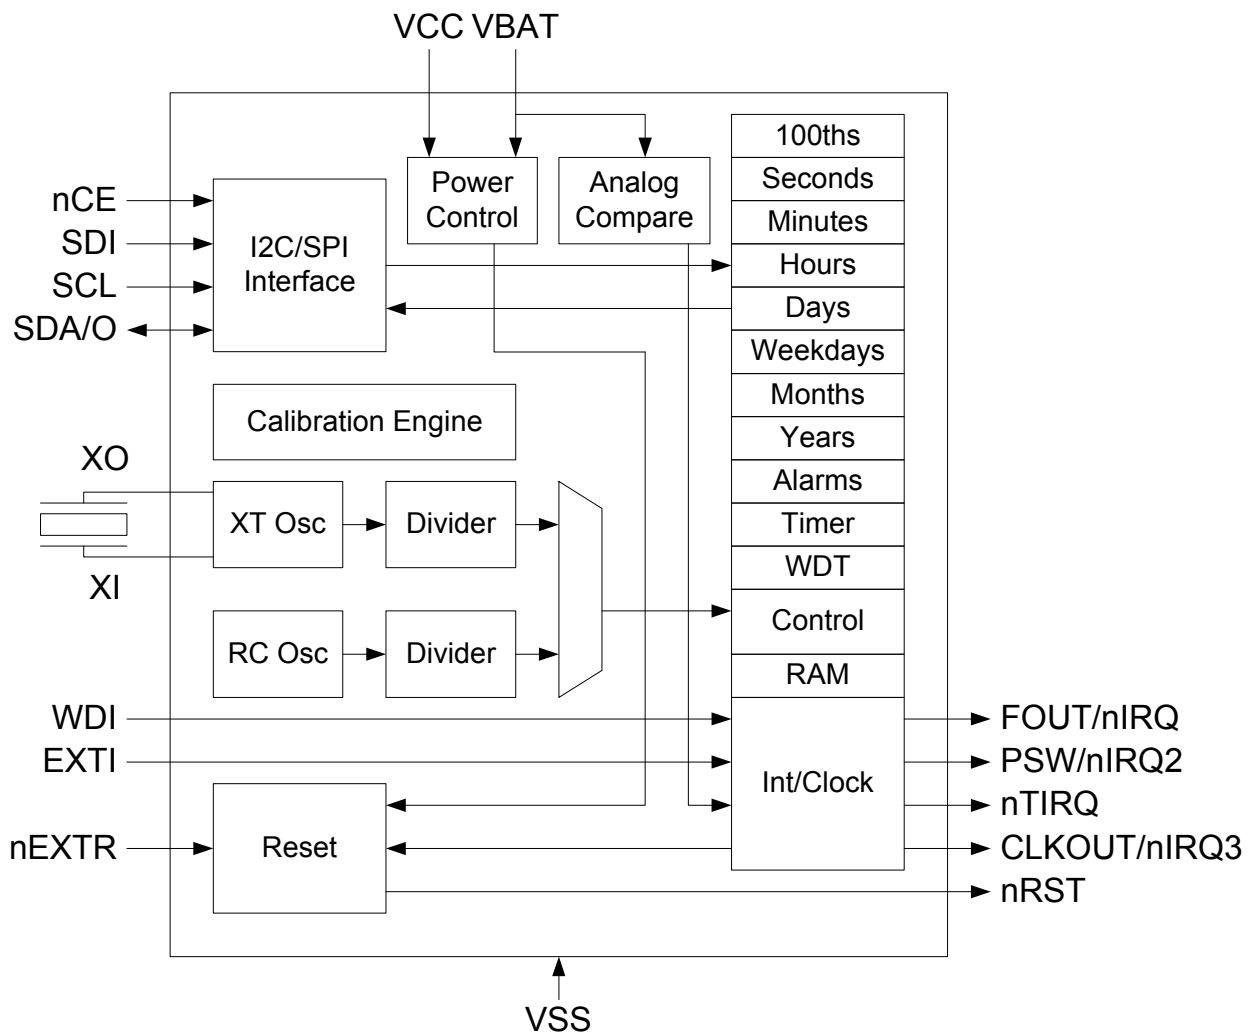 VCC VBAT
100ths
Seconds
Minutes
Hours
Days
Weekdays
Months
Years
Alarms
Timer
WDT
Control
RAM
Int/Clock
Power
Control
Analog
Compare
nCE
SDI
SCL
SDA/O
I2C/SPI
Interface
Calibration Engine
XO
XI
XT Osc
Divider
RC Osc
Divider
WDI
EXTI
nEXTR
Reset
FOUT/nIRQ
PSW/nIRQ2
nTIRQ
CLKOUT/nIRQ3
nRST
VSS